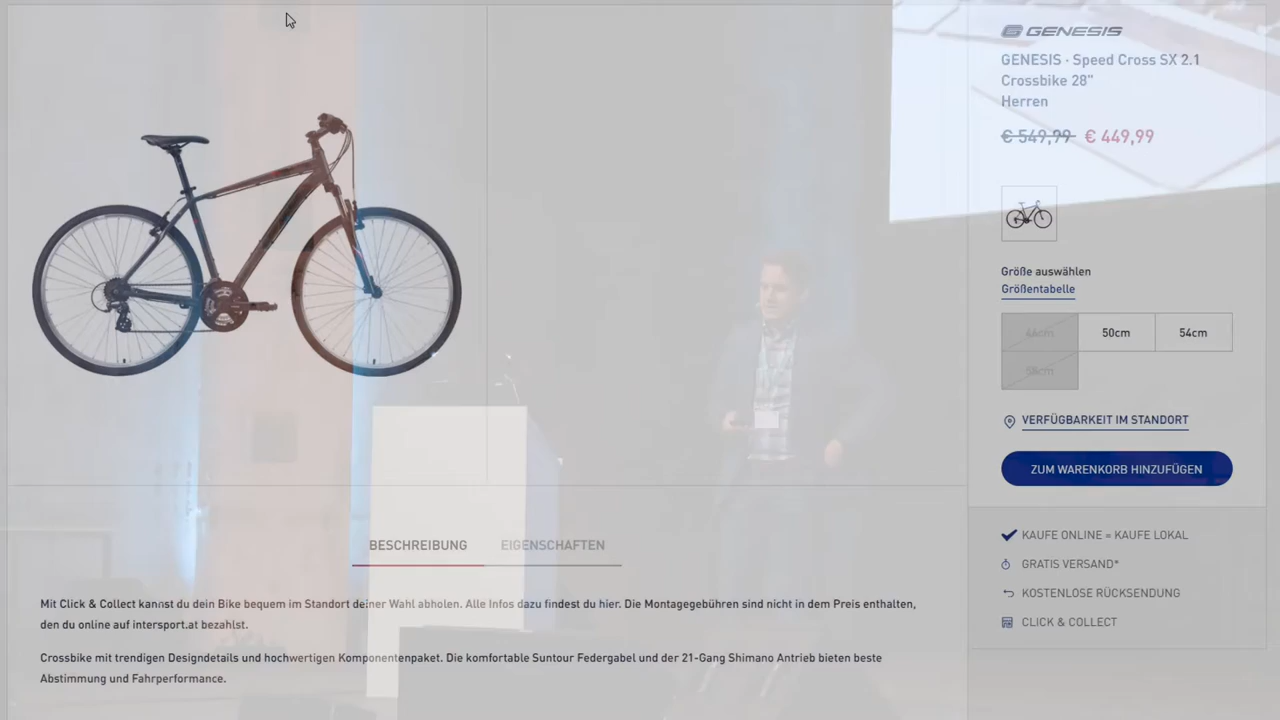 GENESIS
GENESIS · Speed Cross SX 2.1
Crossbike 28"
Herren
€ 549,99 € 449,99
Größe auswählen
Größentabelle
50cm 54cm
VERFÜGBARKEIT IM STANDORT
ZUM WARENKORB HINZUFÜGEN
KAUFE ONLINE = KAUFE LOKAL
GRATIS VERSAND*
KOSTENLOSE RÜCKSENDUNG
CLICK & COLLECT
BESCHREIBUNG EIGENSCHAFTEN
Mit Click & Collect kannst du dein Bike bequem im Standort deiner Wahl abholen. Alle Infos dazu findest du hier. Die Montagegebühren sind nicht in dem Preis enthalten,
den du online auf intersport.at bezahlst.
Crossbike mit trendigen Designdetails und hochwertigen Komponentenpaket. Die komfortable Suntour Federgabel und der 21-Gang Shimano Antrieb bieten beste
Abstimmung und Fahrperformance.